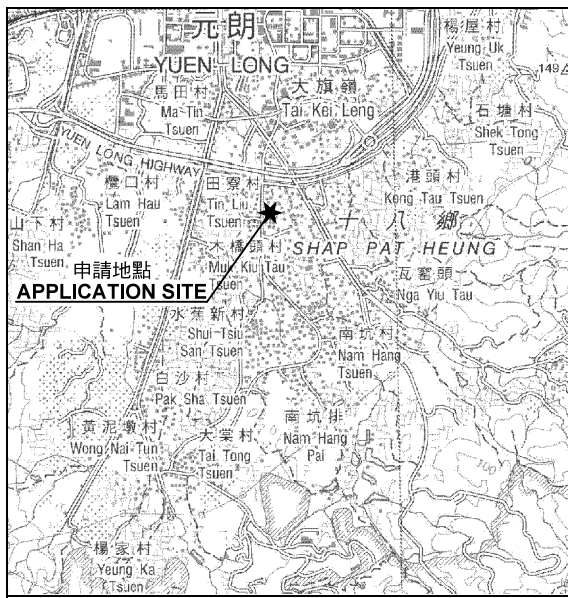 元朗
YUEN LONG
楊屋村
Yeung Uk
Tsuen
149
馬田村
Ma Tin
Tsuen
大旗嶺
Tai Kei Leng
石塘村
Shek Tong
Tsuen
YUEN LONG HIGHWAY
欖口村
Lam Hau
Tsuen
田寮村
Tin Liu
Tsuen
港頭村
Kong Tau Tsuen
山下村
Shan Ha
Tsuen
十八鄉
SHAP PAT HEUNG
木橋頭村
Muk Kiu Tau
Tsuen
申請地點
APPLICATION SITE
瓦窰頭
Nga Yiu Tau
水蕉新村
Shui Tsiu
San Tsuen
南坑村
Nam Hang
Tsuen
白沙村
Pak Sha Tsuen
黃泥墩村
Wong Nai Tun
Tsuen
大棠村
Tai Tong
Tsuen
南坑排
Nam Hang
Pai
楊家村
Yeung Ka
Tsuen